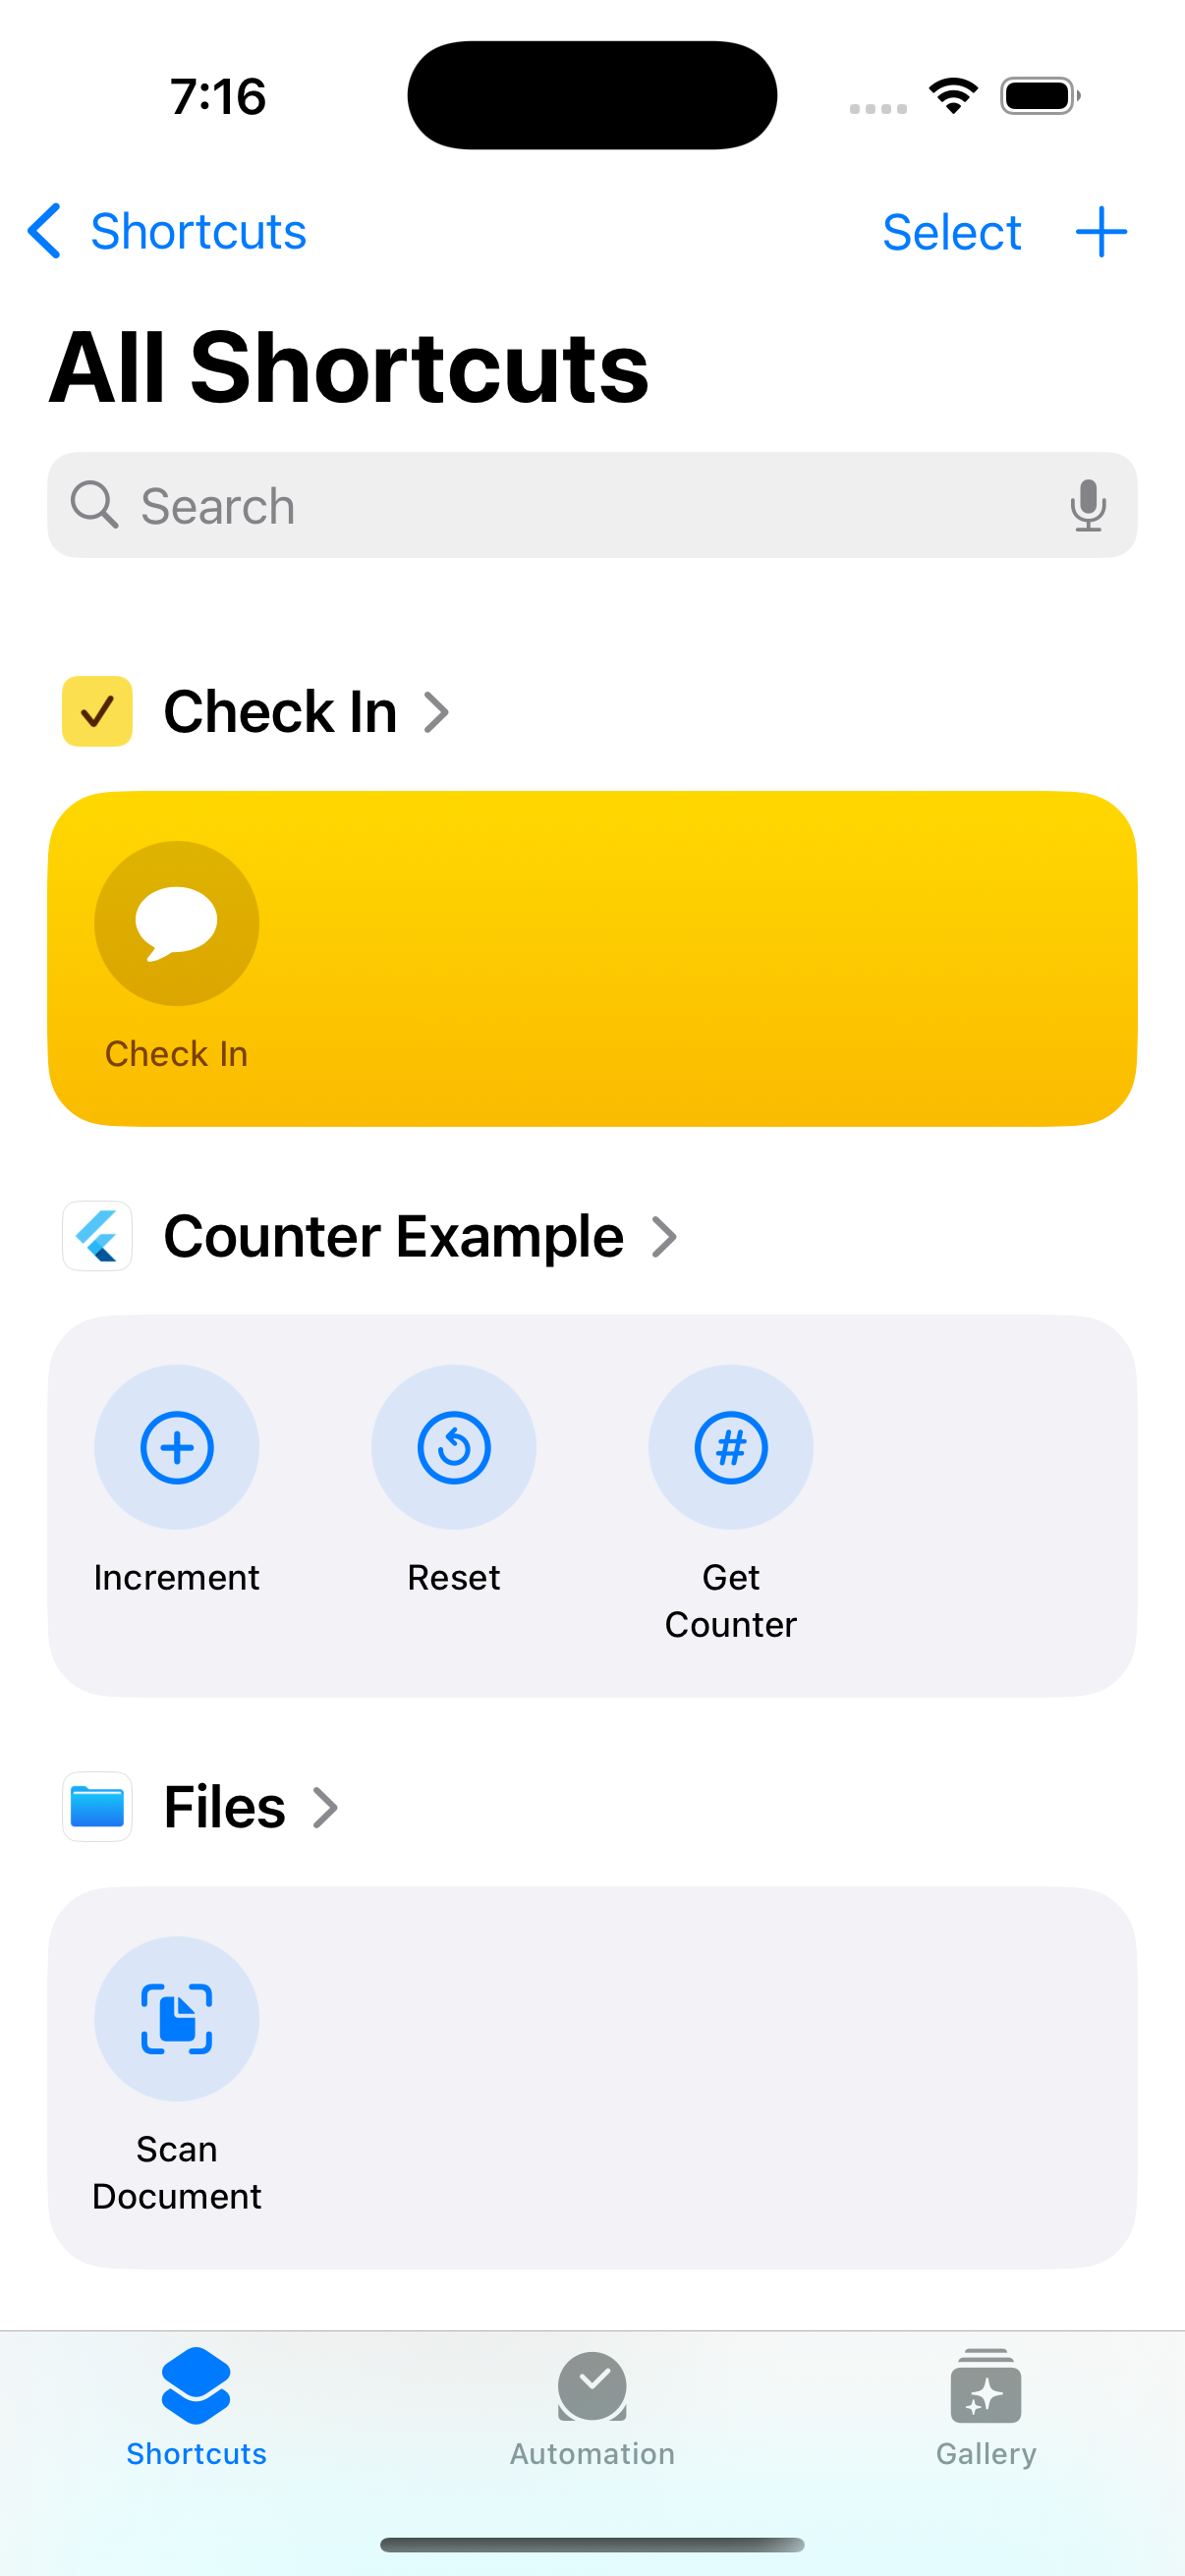 7:16
Shortcuts
Select
All Shortcuts
Search
Check In
Check In
Counter Example
Increment
Reset
Get
Counter
Files
Scan
Document
Shortcuts
Automation
Gallery